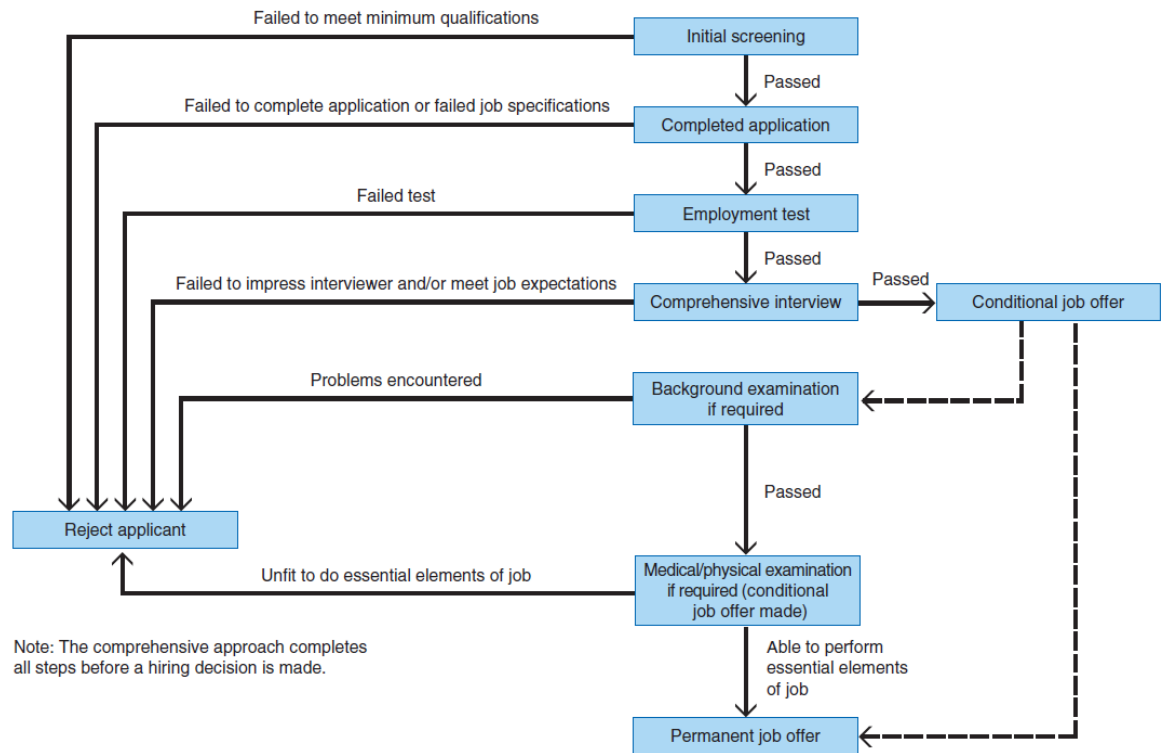 Failed to meet minimum qualifications
Initial screening
Passed
Failed to complete application or failed job specifications
Completed application
Passed
Failed test
Employment test
Passed
Failed to impress interviewer and/or meet job expectations
Comprehensive interview
Passed
Conditional job offer
Problems encountered
Background examination
if required
Passed
Reject applicant
Unfit to do essential elements of job
Medical/physical examination
if required (conditional
job offer made)
Note: The comprehensive approach completes
all steps before a hiring decision is made.
Able to perform
essential elements
of job
Permanent job offer